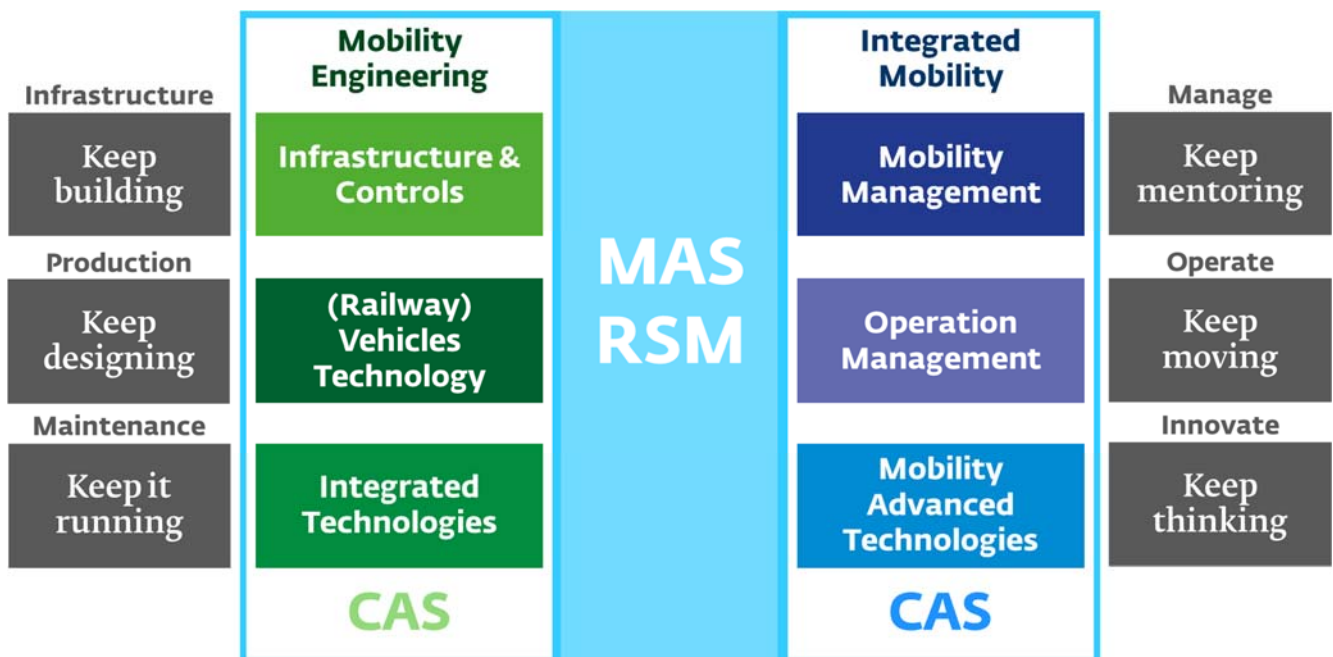 Mobility
Engineering
Integrated
Mobility
Infrastructure
Keep
building
Infrastructure &
Controls
Mobility
Management
Manage
Keep
mentoring
Production
Keep
designing
(Railway)
Vehicles
Technology
MAS
RSM
Operation
Management
Operate
Keep
moving
Maintenance
Keep it
running
Integrated
Technologies
Mobility
Advanced
Technologies
Innovate
Keep
thinking
CAS
CAS